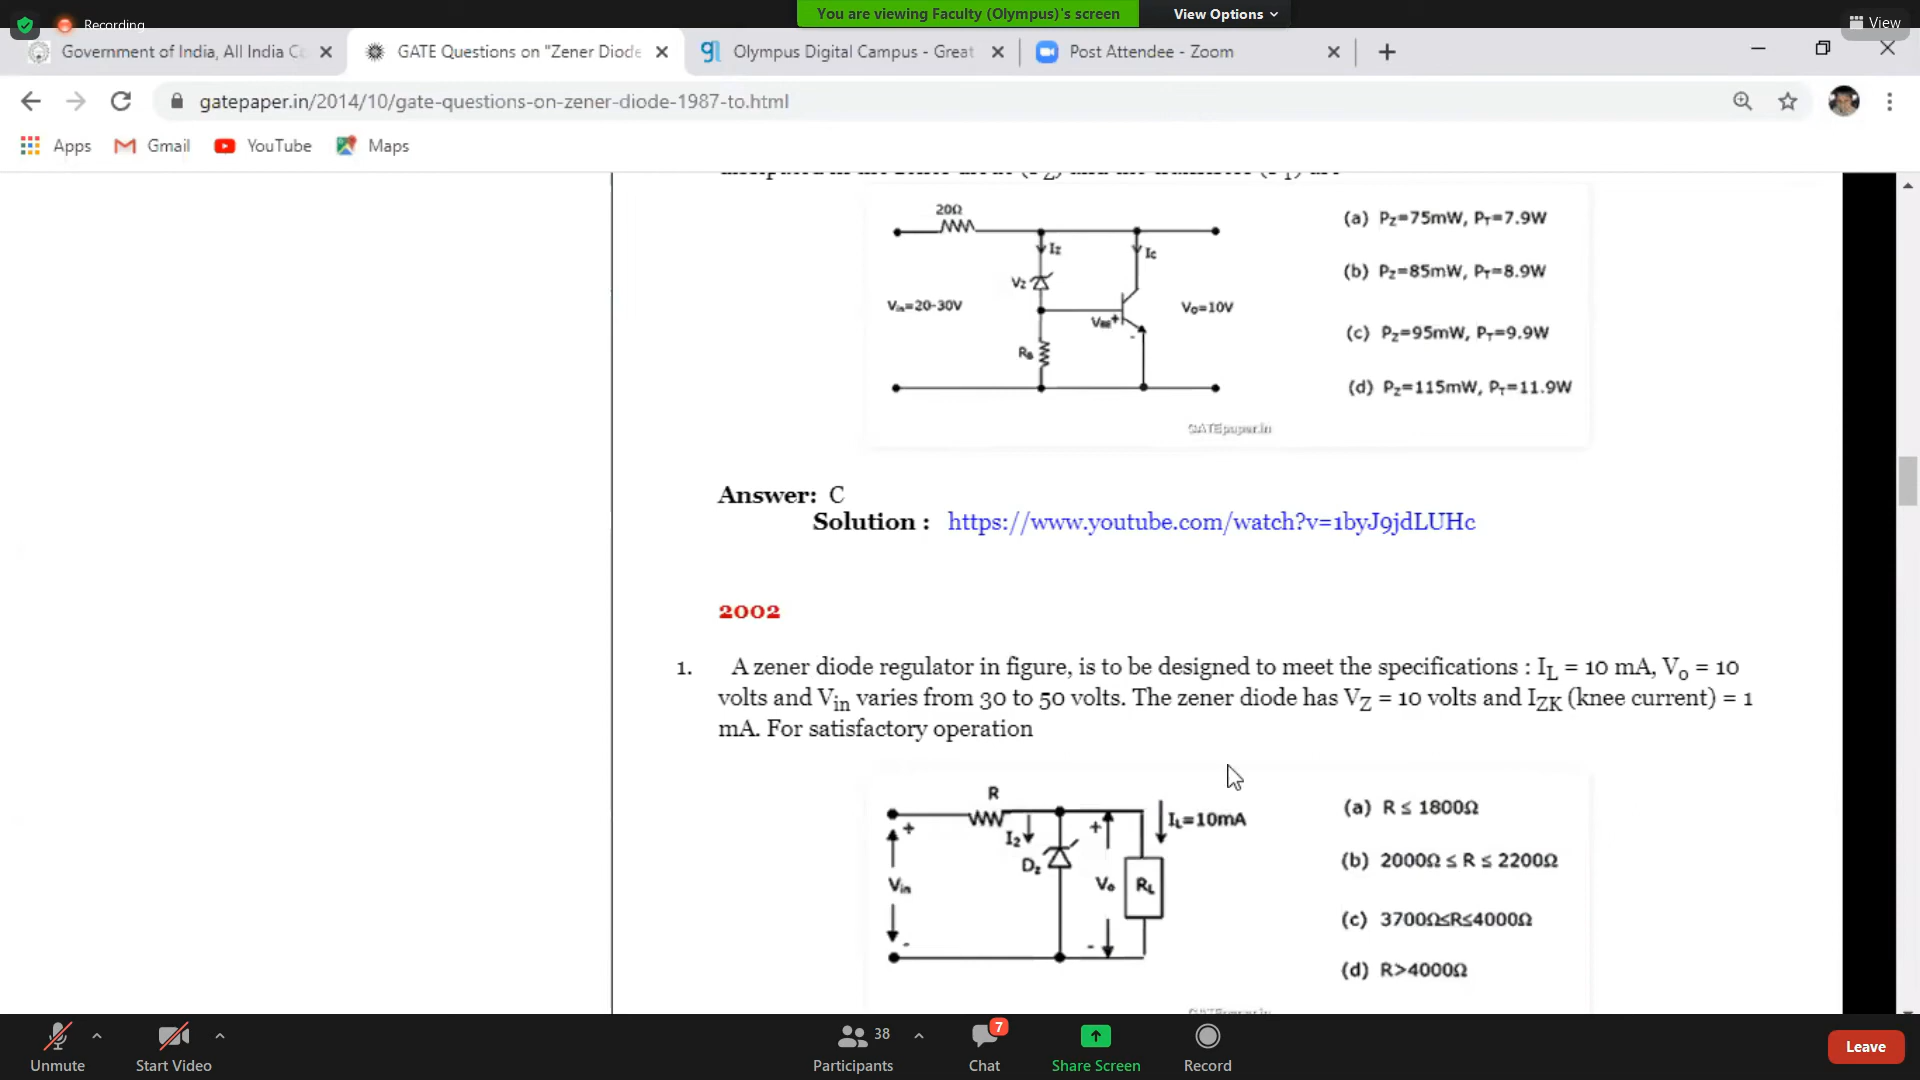 Recording
You are viewing Faculty (Olympus)'s screen
View Options
View
Government of India, All India Co
GATE Questions on "Zener Diode
Olympus Digital Campus - Great
Post Attendee - Zoom
gatepaper.in/2014/10/gate-questions-on-zener-diode-1987-to.html
Apps
Gmail
YouTube
Maps
20Ω
Iz
Ic
Vz
Vin=20-30V
VBE+
-
Vo=10V
RB
(a) Pz=75mW, PT=7.9W
(b) Pz=85mW, PT=8.9W
(c) Pz=95mW, PT=9.9W
(d) Pz=115mW, PT=11.9W
GATEpaper.in
Answer: C
Solution : https://www.youtube.com/watch?v=1byJ9jdLUHc
2002
1. A zener diode regulator in figure, is to be designed to meet the specifications : IL = 10 mA, Vo = 10
volts and Vin varies from 30 to 50 volts. The zener diode has VZ = 10 volts and IZK (knee current) = 1
mA. For satisfactory operation
R
+
Iz
Dz
Vin
-
+
Vo
-
RL
IL=10mA
(a) R ≤ 1800Ω
(b) 2000Ω ≤ R ≤ 2200Ω
(c) 3700Ω≤R≤4000Ω
(d) R>4000Ω
Unmute
Start Video
38
Participants
7
Chat
Share Screen
Record
Leave